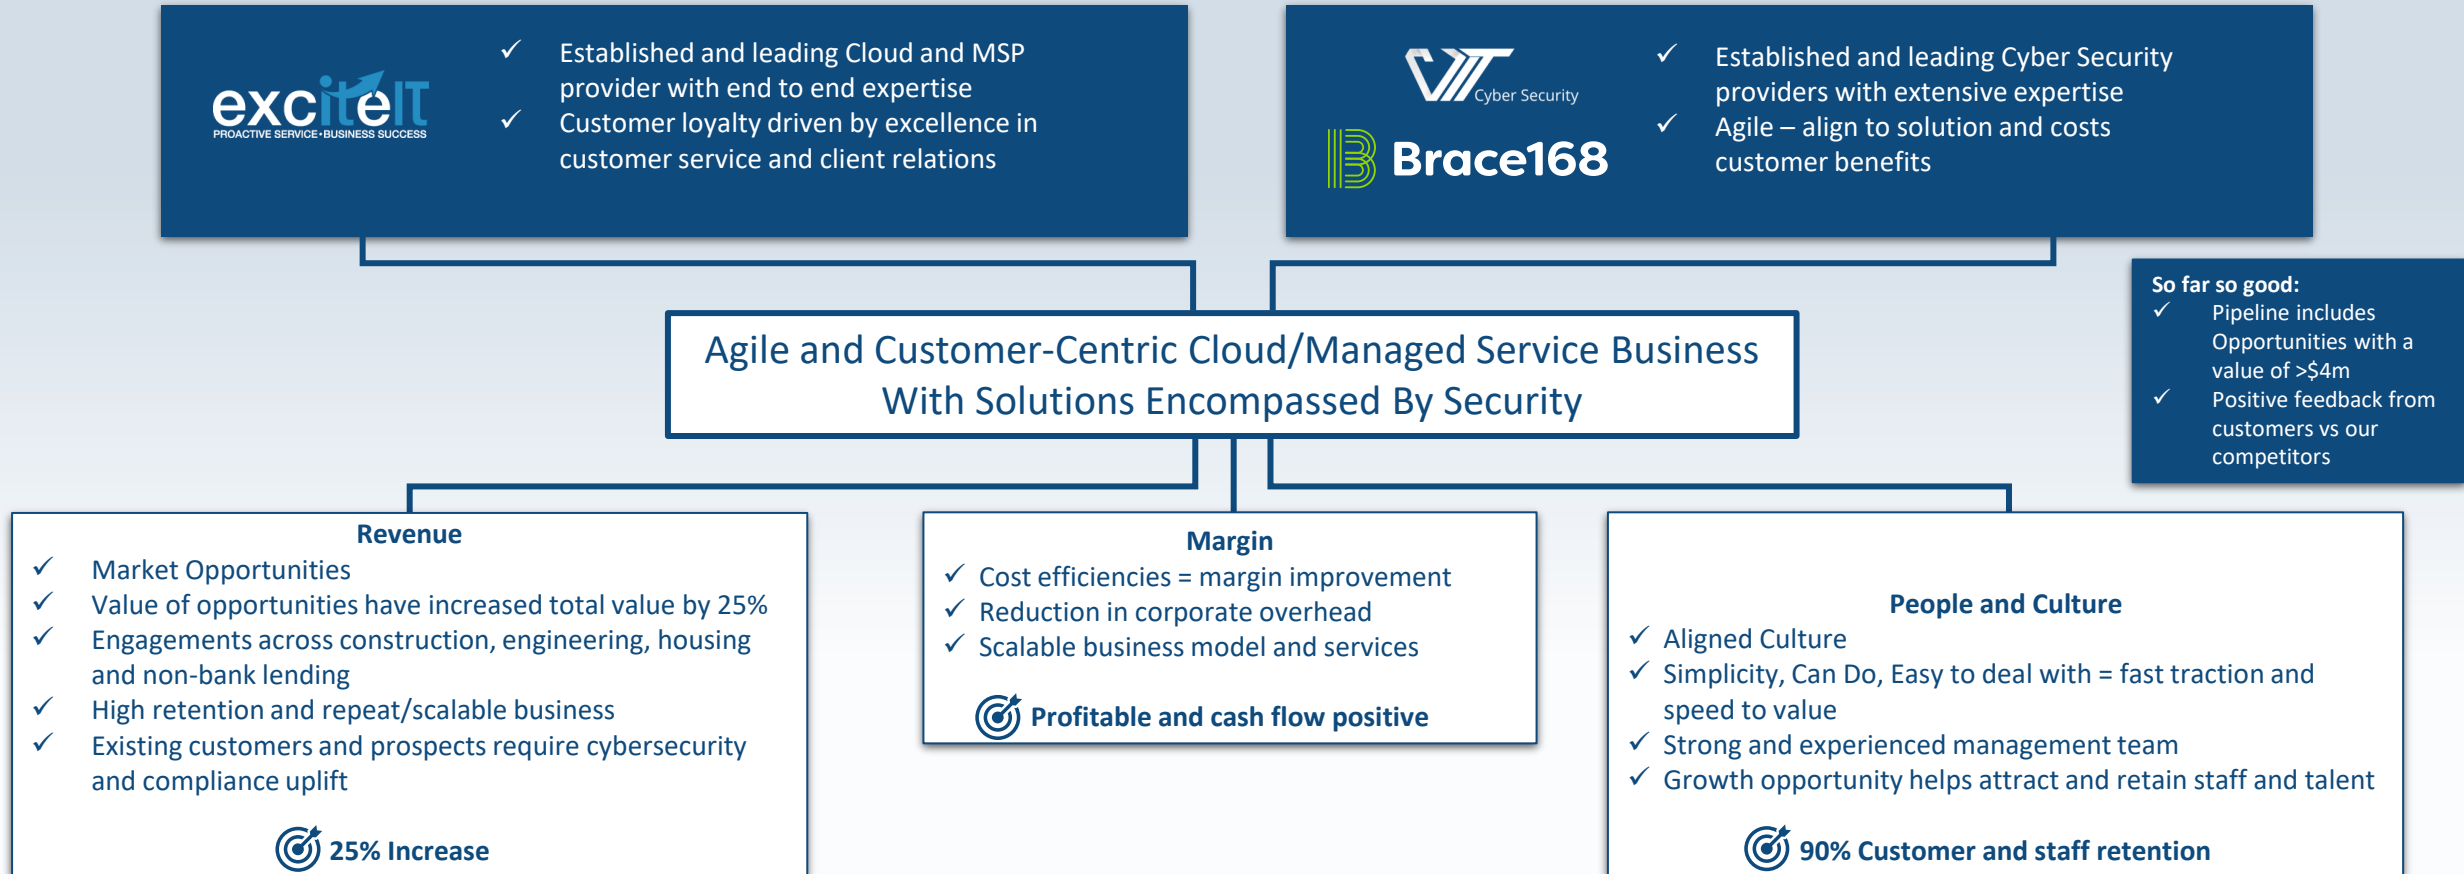 exciteIT
PROACTIVE SERVICE•BUSINESS SUCCESS
✓ Established and leading Cloud and MSP
provider with end to end expertise
✓ Customer loyalty driven by excellence in
customer service and client relations
Cyber Security
Brace168
✓ Established and leading Cyber Security
providers with extensive expertise
✓ Agile – align to solution and costs
customer benefits
Agile and Customer-Centric Cloud/Managed Service Business
With Solutions Encompassed By Security
So far so good:
✓ Pipeline includes
Opportunities with a
value of >$4m
✓ Positive feedback from
customers vs our
competitors
Revenue
✓ Market Opportunities
✓ Value of opportunities have increased total value by 25%
✓ Engagements across construction, engineering, housing
and non-bank lending
✓ High retention and repeat/scalable business
✓ Existing customers and prospects require cybersecurity
and compliance uplift
25% Increase
Margin
✓ Cost efficiencies = margin improvement
✓ Reduction in corporate overhead
✓ Scalable business model and services
Profitable and cash flow positive
People and Culture
✓ Aligned Culture
✓ Simplicity, Can Do, Easy to deal with = fast traction and
speed to value
✓ Strong and experienced management team
✓ Growth opportunity helps attract and retain staff and talent
90% Customer and staff retention